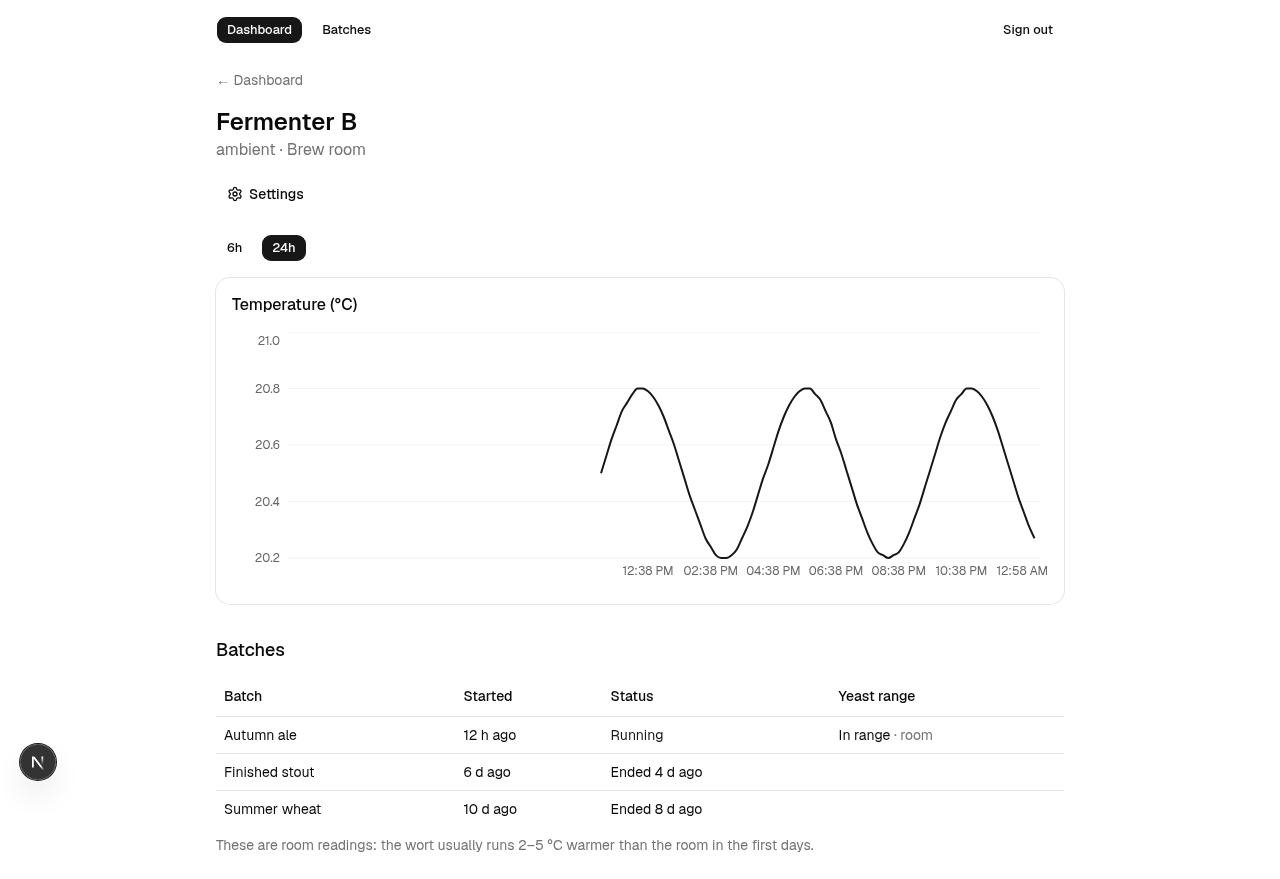 Dashboard Batches Sign out
← Dashboard
Fermenter B
ambient · Brew room
Settings
6h 24h
Temperature (°C)
21.0
20.8
20.6
20.4
20.2
12:38 PM 02:38 PM 04:38 PM 06:38 PM 08:38 PM 10:38 PM 12:58 AM
Batches
Batch Started Status Yeast range
Autumn ale 12 h ago Running In range · room
Finished stout 6 d ago Ended 4 d ago
Summer wheat 10 d ago Ended 8 d ago
These are room readings: the wort usually runs 2–5 °C warmer than the room in the first days.
N